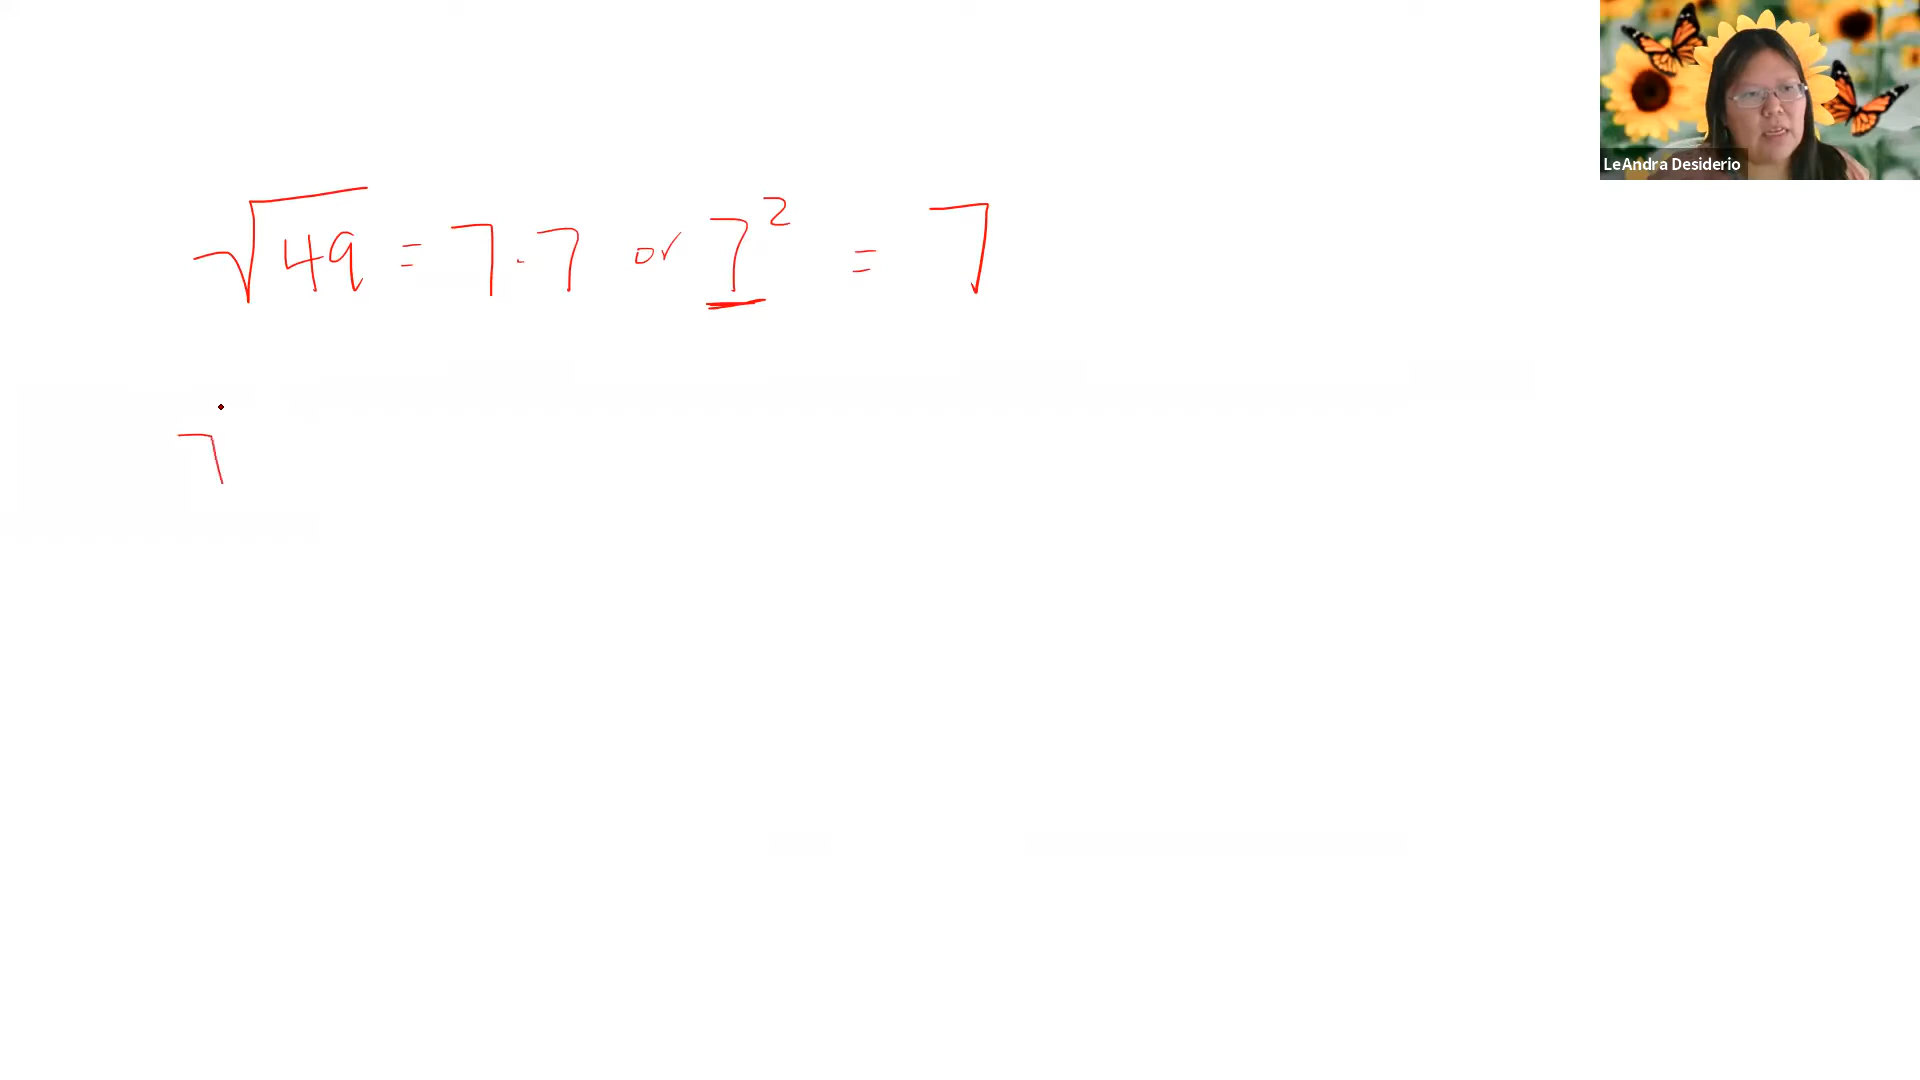 LeAndra Desiderio
√49 = 7·7 or 7² = 7
7